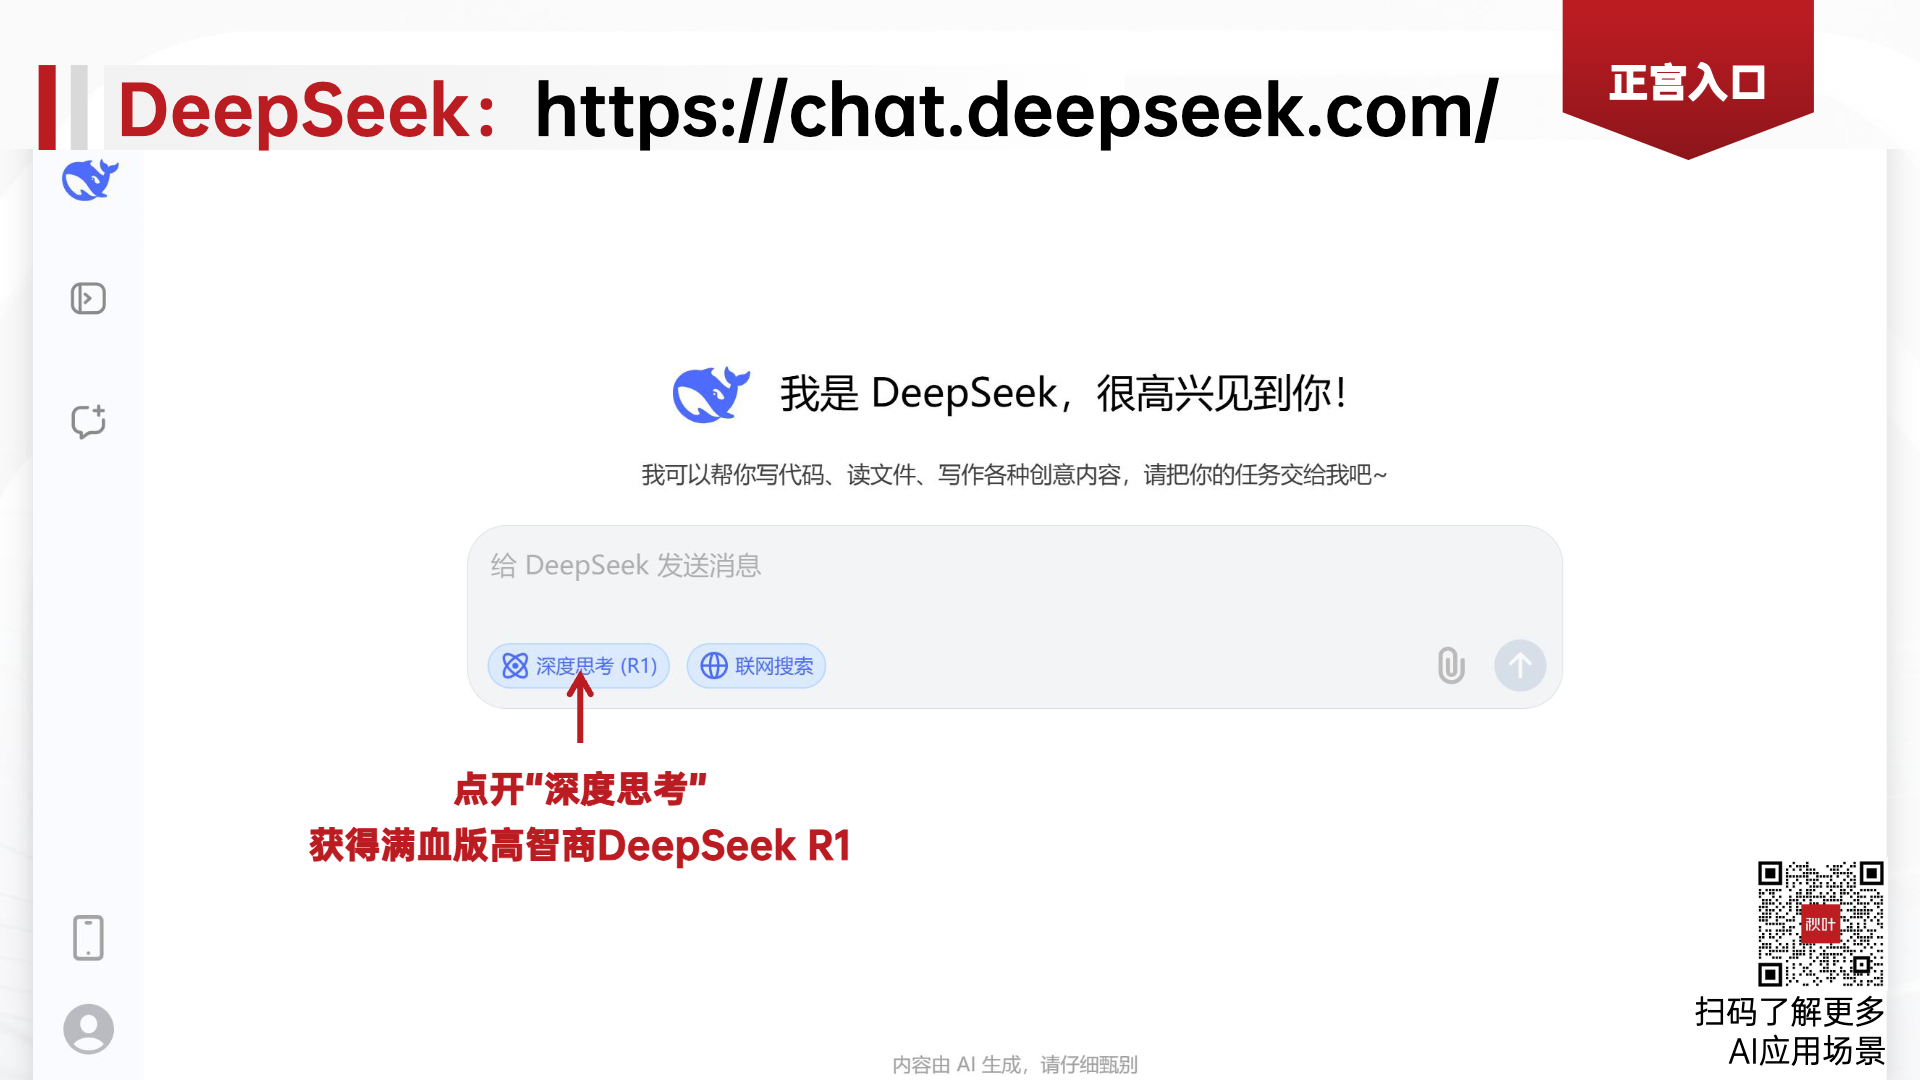 DeepSeek：https://chat.deepseek.com/
正宫入口
我是 DeepSeek，很高兴见到你！
我可以帮你写代码、读文件、写作各种创意内容，请把你的任务交给我吧~
给 DeepSeek 发送消息
深度思考 (R1) 联网搜索
点开“深度思考”
获得满血版高智商DeepSeek R1
秋叶
扫码了解更多
AI应用场景
内容由 AI 生成，请仔细甄别